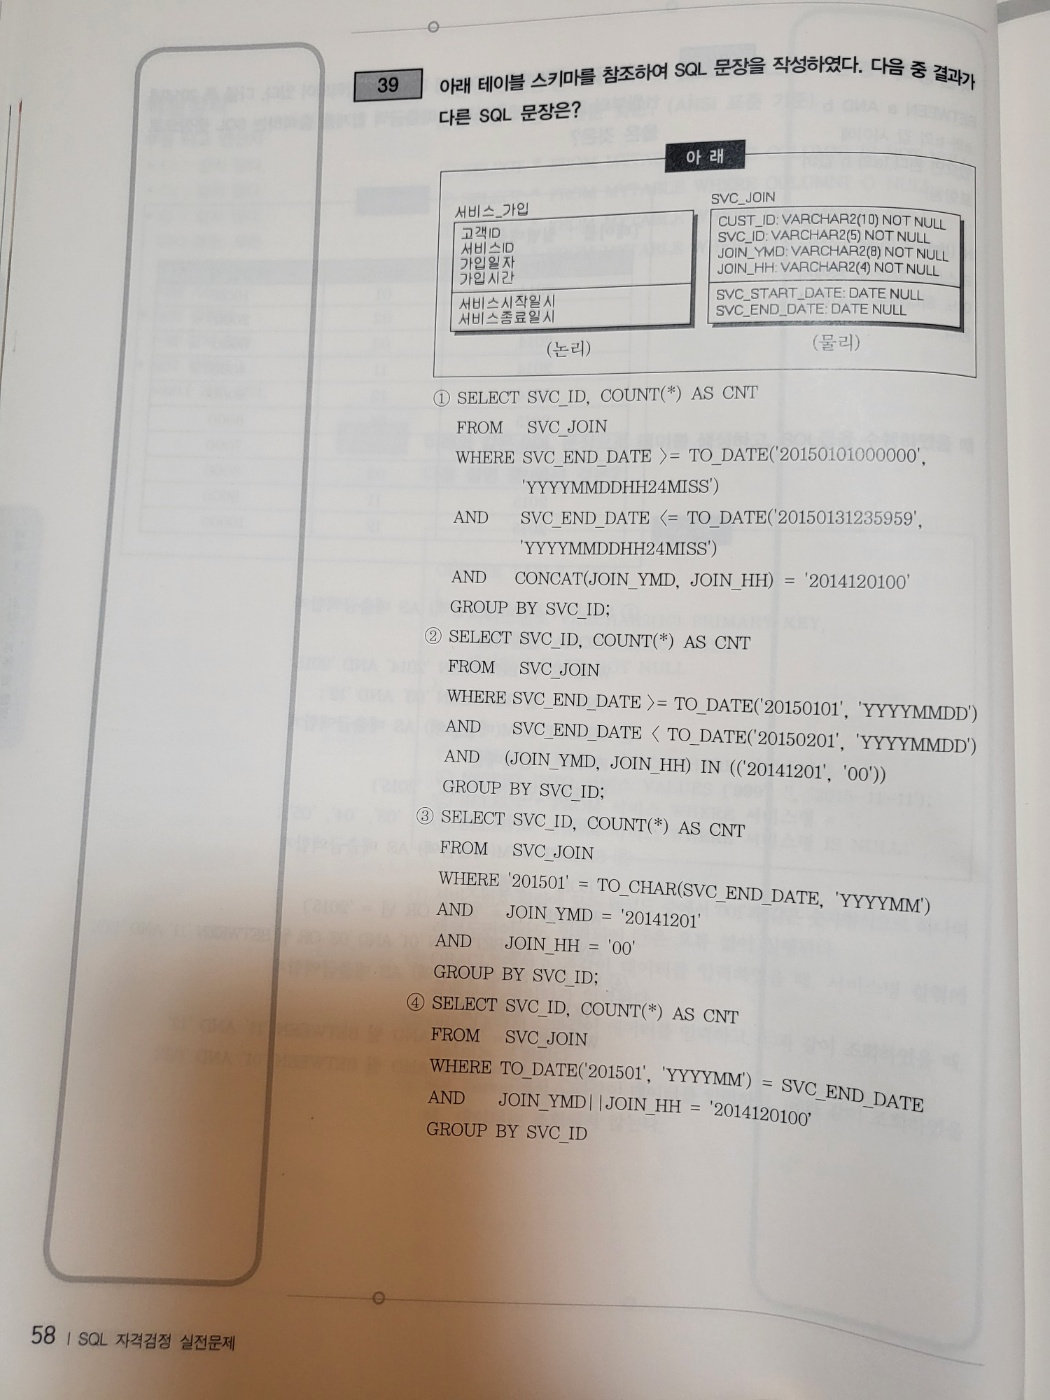 39
아래 테이블 스키마를 참조하여 SQL 문장을 작성하였다. 다음 중 결과가
다른 SQL 문장은?
아 래
서비스_가입
고객ID
서비스ID
가입일자
가입시간
서비스시작일시
서비스종료일시
(논리)
SVC_JOIN
CUST_ID: VARCHAR2(10) NOT NULL
SVC_ID: VARCHAR2(5) NOT NULL
JOIN_YMD: VARCHAR2(8) NOT NULL
JOIN_HH: VARCHAR2(4) NOT NULL
SVC_START_DATE: DATE NULL
SVC_END_DATE: DATE NULL
(물리)
① SELECT SVC_ID, COUNT(*) AS CNT
FROM SVC_JOIN
WHERE SVC_END_DATE >= TO_DATE('20150101000000',
'YYYYMMDDHH24MISS')
AND SVC_END_DATE <= TO_DATE('20150131235959',
'YYYYMMDDHH24MISS')
AND CONCAT(JOIN_YMD, JOIN_HH) = '2014120100'
GROUP BY SVC_ID;
② SELECT SVC_ID, COUNT(*) AS CNT
FROM SVC_JOIN
WHERE SVC_END_DATE >= TO_DATE('20150101', 'YYYYMMDD')
AND SVC_END_DATE < TO_DATE('20150201', 'YYYYMMDD')
AND (JOIN_YMD, JOIN_HH) IN (('20141201', '00'))
GROUP BY SVC_ID;
③ SELECT SVC_ID, COUNT(*) AS CNT
FROM SVC_JOIN
WHERE '201501' = TO_CHAR(SVC_END_DATE, 'YYYYMM')
AND JOIN_YMD = '20141201'
AND JOIN_HH = '00'
GROUP BY SVC_ID;
④ SELECT SVC_ID, COUNT(*) AS CNT
FROM SVC_JOIN
WHERE TO_DATE('201501', 'YYYYMM') = SVC_END_DATE
AND JOIN_YMD||JOIN_HH = '2014120100'
GROUP BY SVC_ID
58 | SQL 자격검정 실전문제